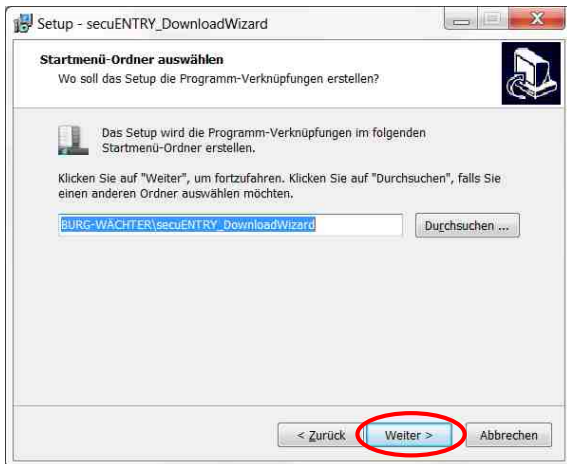 Setup - secuENTRY_DownloadWizard
Startmenü-Ordner auswählen
Wo soll das Setup die Programm-Verknüpfungen erstellen?
Das Setup wird die Programm-Verknüpfungen im folgenden
Startmenü-Ordner erstellen.
Klicken Sie auf "Weiter", um fortzufahren. Klicken Sie auf "Durchsuchen", falls Sie
einen anderen Ordner auswählen möchten.
BURG-WÄCHTER\secuENTRY_DownloadWizard
Durchsuchen ...
< Zurück
Weiter >
Abbrechen